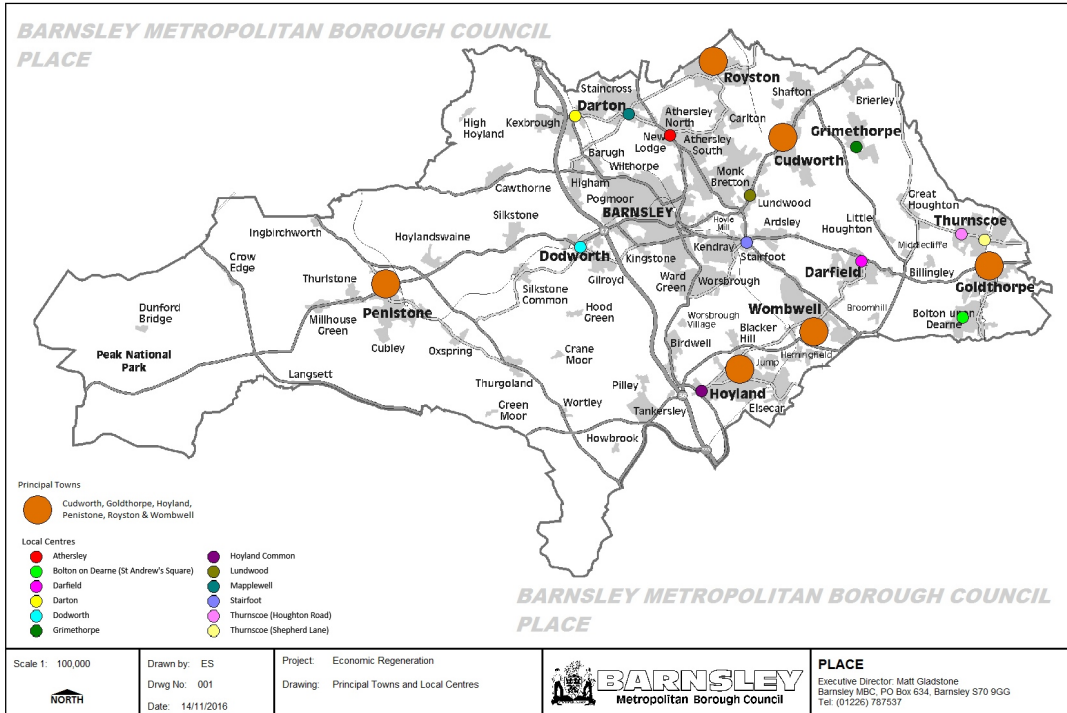 BARNSLEY METROPOLITAN BOROUGH COUNCIL
PLACE
Royston
Staincross
Shafton
Darton
Athersley
North
Carlton
Brierley
High
Hoyland
Kexbrough
New
Lodge
Athersley
South
Grimethorpe
Cudworth
Barugh
Wilthorpe
Monk
Bretton
Higham
Cawthorne
Pogmoor
Lundwood
Great
Houghton
BARNSLEY
Hoyle
Mill
Ardsley
Little
Houghton
Thurnscoe
Silkstone
Ingbirchworth
Hoylandswaine
Kendray
Stairfoot
Middlecliffe
Crow
Edge
Dodworth
Kingstone
Darfield
Billingley
Goldthorpe
Thurlstone
Gilroyd
Ward
Green
Worsbrough
Silkstone
Common
Dunford
Bridge
Penilstone
Hood
Green
Wombwell
Broomhill
Bolton upon
Dearne
Millhouse
Green
Worsbrough
Village
Blacker
Hill
Cubley
Oxspring
Birdwell
Hemingfield
Peak National
Park
Crane
Moor
Jump
Langsett
Thurgoland
Pilley
Hoyland
Green
Moor
Wortley
Tankersley
Elsecar
Howbrook
Principal Towns
Cudworth, Goldthorpe, Hoyland,
Penistone, Royston & Wombwell
Local Centres
Athersley
Bolton on Dearne (St Andrew's Square)
Darfield
Darton
Dodworth
Grimethorpe
Hoyland Common
Lundwood
Mapplewell
Stairfoot
Thurnscoe (Houghton Road)
Thurnscoe (Shepherd Lane)
BARNSLEY METROPOLITAN BOROUGH COUNCIL
PLACE
Scale 1: 100,000
NORTH
Drawn by: ES
Drwg No: 001
Date: 14/11/2016
Project: Economic Regeneration
Drawing: Principal Towns and Local Centres
BARNSLEY
Metropolitan Borough Council
PLACE
Executive Director: Matt Gladstone
Barnsley MBC, PO Box 634, Barnsley S70 9GG
Tel: (01226) 787537